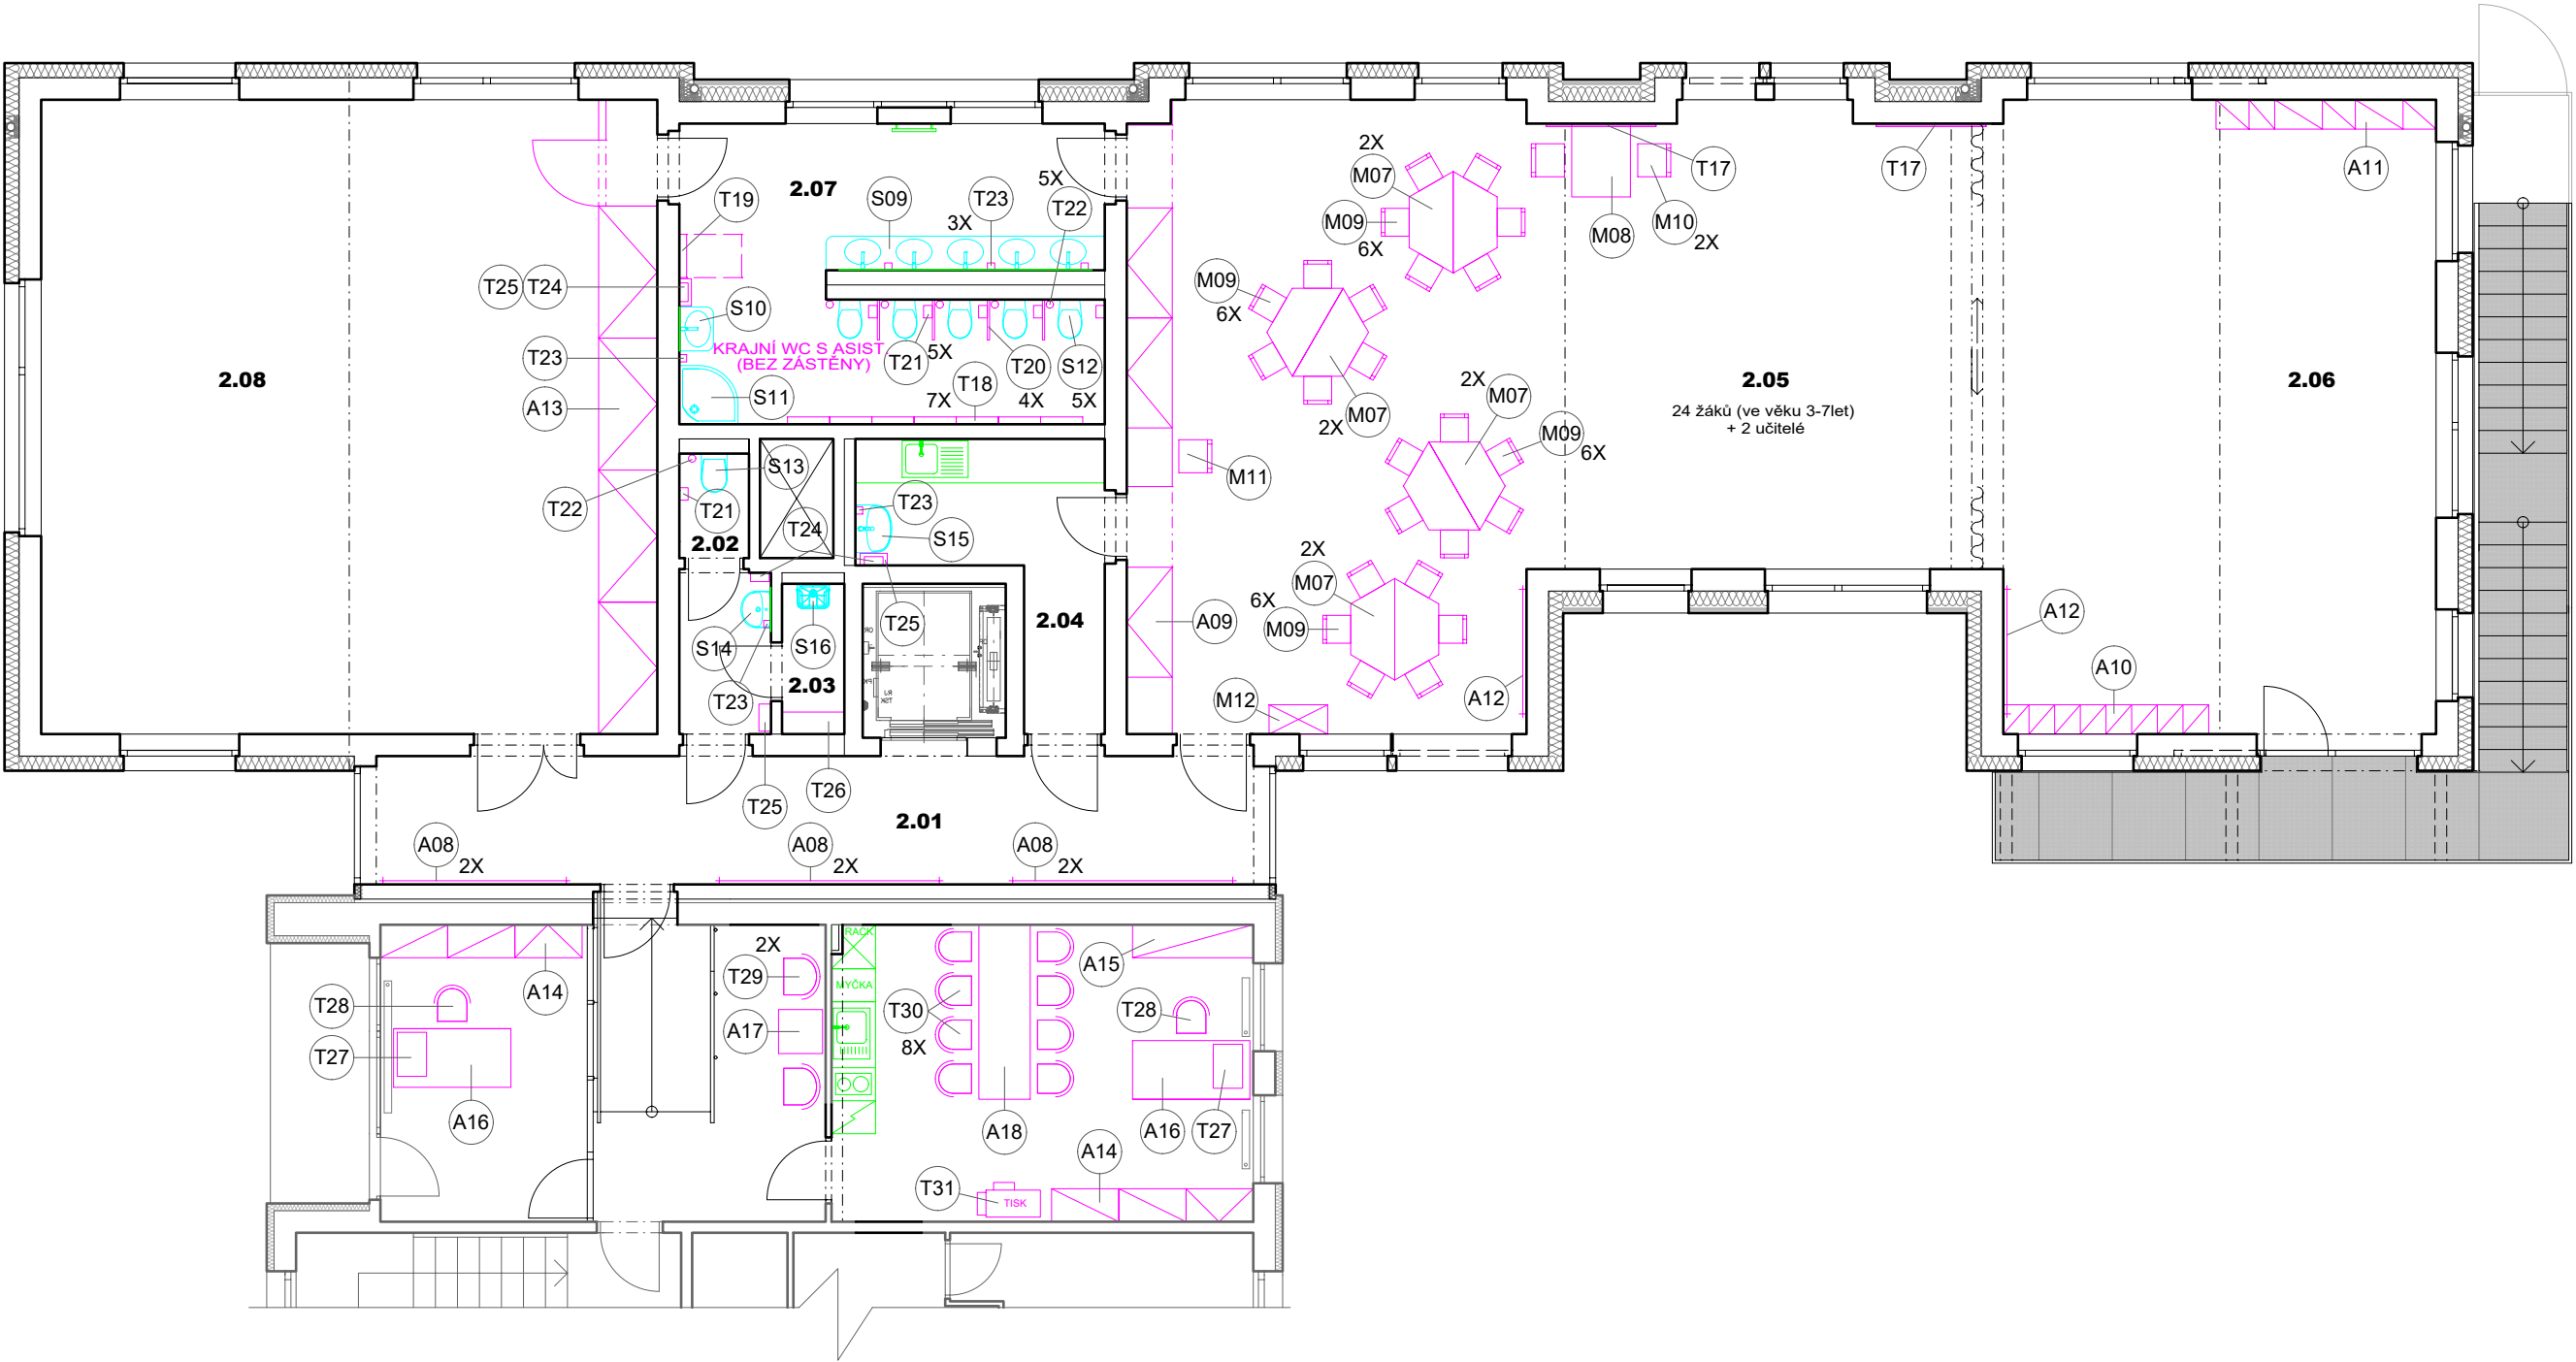 2X
M07
T17
T17
A11
5X
T22
2.07
S09
T23
3X
T19
M09
6X
M08
M10
2X
T25
T24
S10
M09
6X
T23
KRAJNÍ WC S ASIST
(BEZ ZÁSTĚNY)
5X
T21
T20
4X
S12
5X
T18
7X
S11
2.08
A13
M07
2X
2X
M07
M09
6X
2.05
24 žáků (ve věku 3-7let)
+ 2 učitelé
2.06
S13
M11
T22
T21
T23
T24
2.02
S15
2X
M07
6X
M09
A09
T25
2.04
A12
S14
S16
2.03
T23
M12
A12
A10
T25
T26
2.01
A08
2X
A08
2X
A08
2X
RACK
2X
T29
MYČKA
A15
A14
T28
T30
8X
T28
A17
T27
A16
A18
A16
T27
A14
T31
TISK